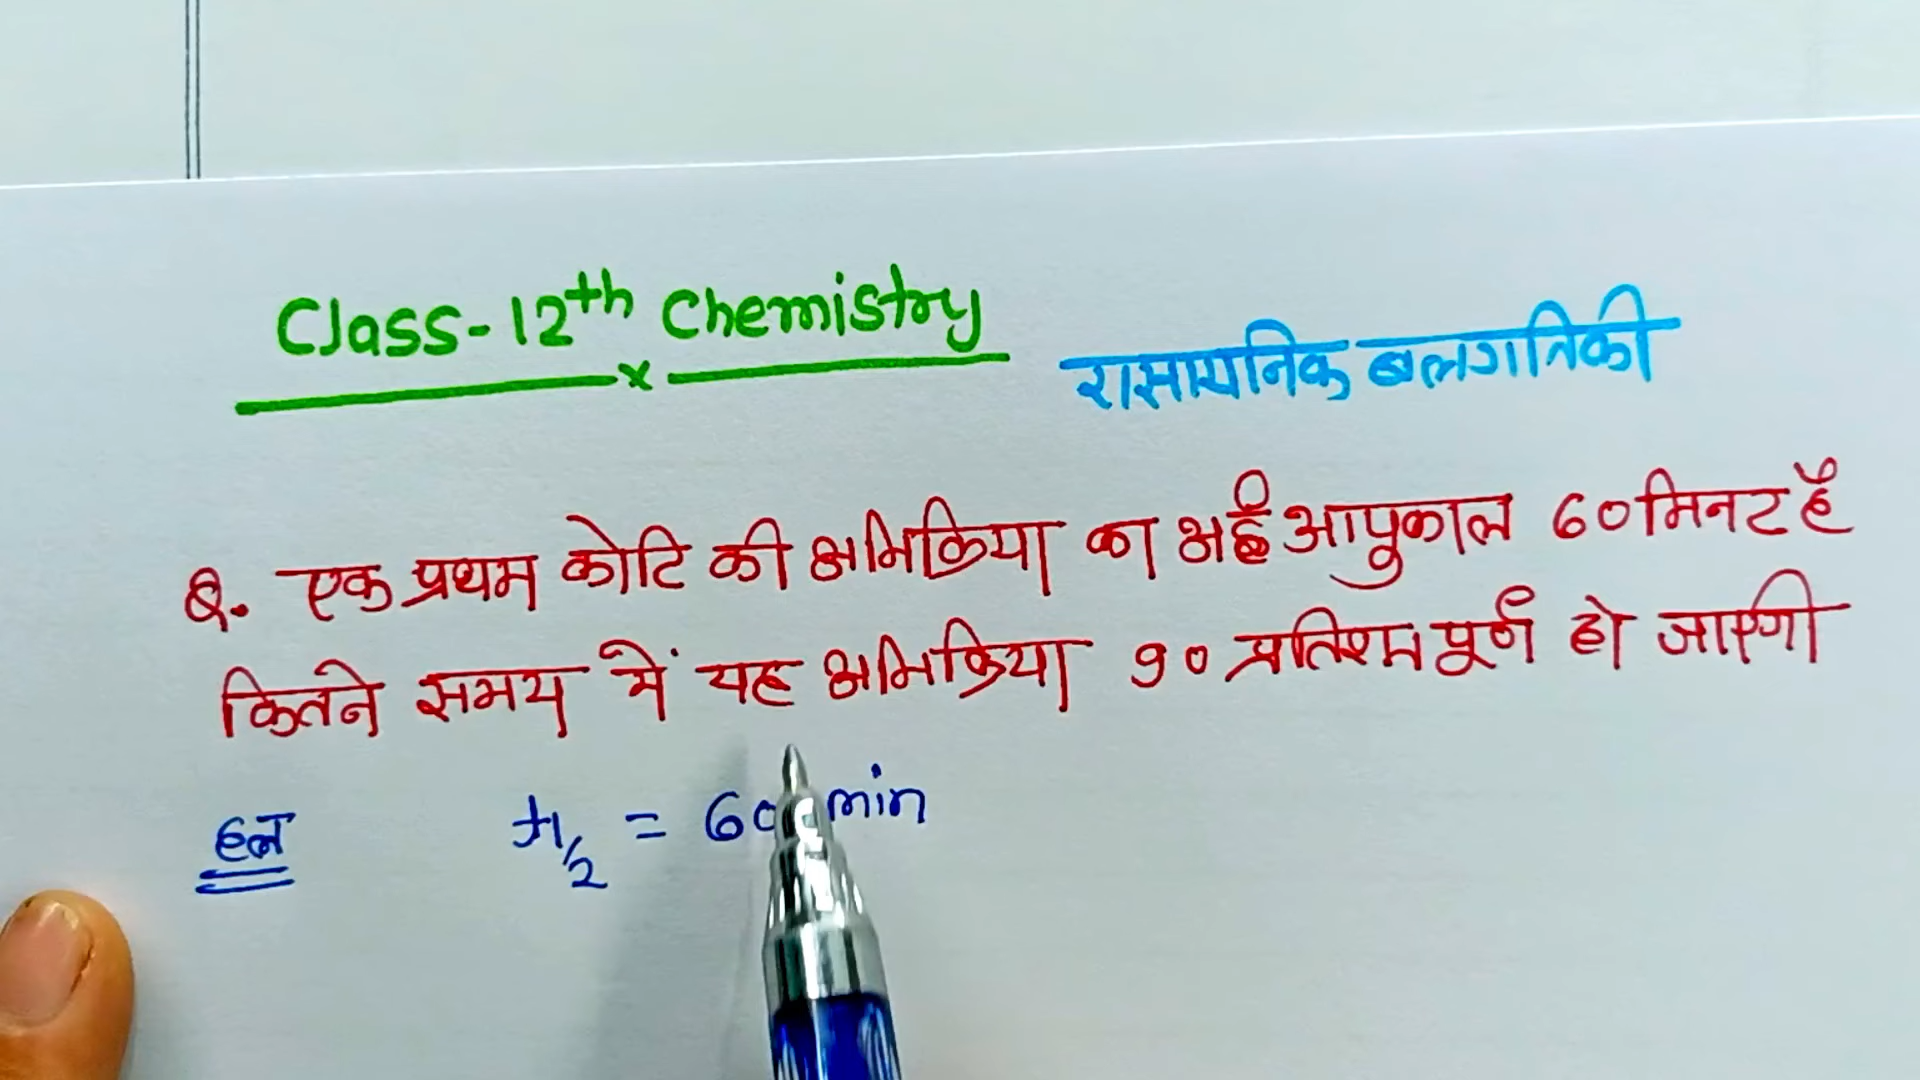 Class-12th Chemistry
x
रासायनिक बलगतिकी
Q. एक प्रथम कोटि की अभिक्रिया का अर्द्ध आयुकाल 60 मिनट है
कितने समय में यह अभिक्रिया 90 प्रतिशत पूर्ण हो जाएगी
हल t1/2 = 60 min